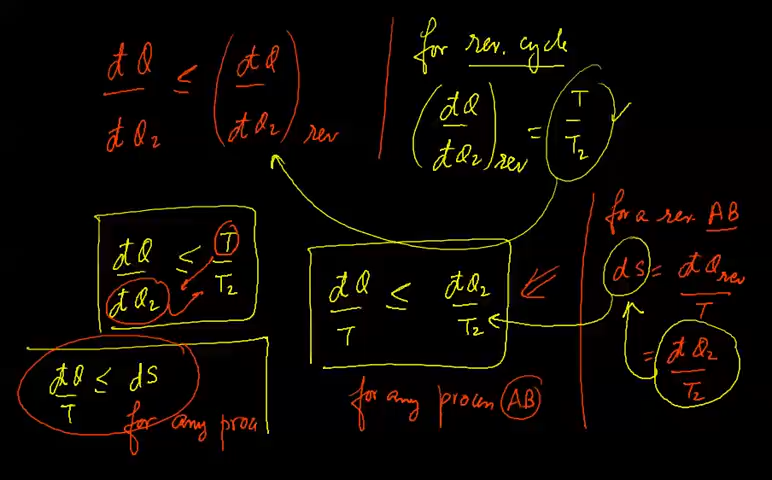 đQ/đQ₂ ≤ (đQ/đQ₂)rev
for rev. cycle
(đQ/đQ₂)rev = T/T₂
đQ/đQ₂ ≤ T/T₂
đQ/T ≤ đQ₂/T₂
for any process AB
for a rev. AB
dS = đQrev/T
= đQ₂/T₂
đQ/T ≤ dS
for any proce